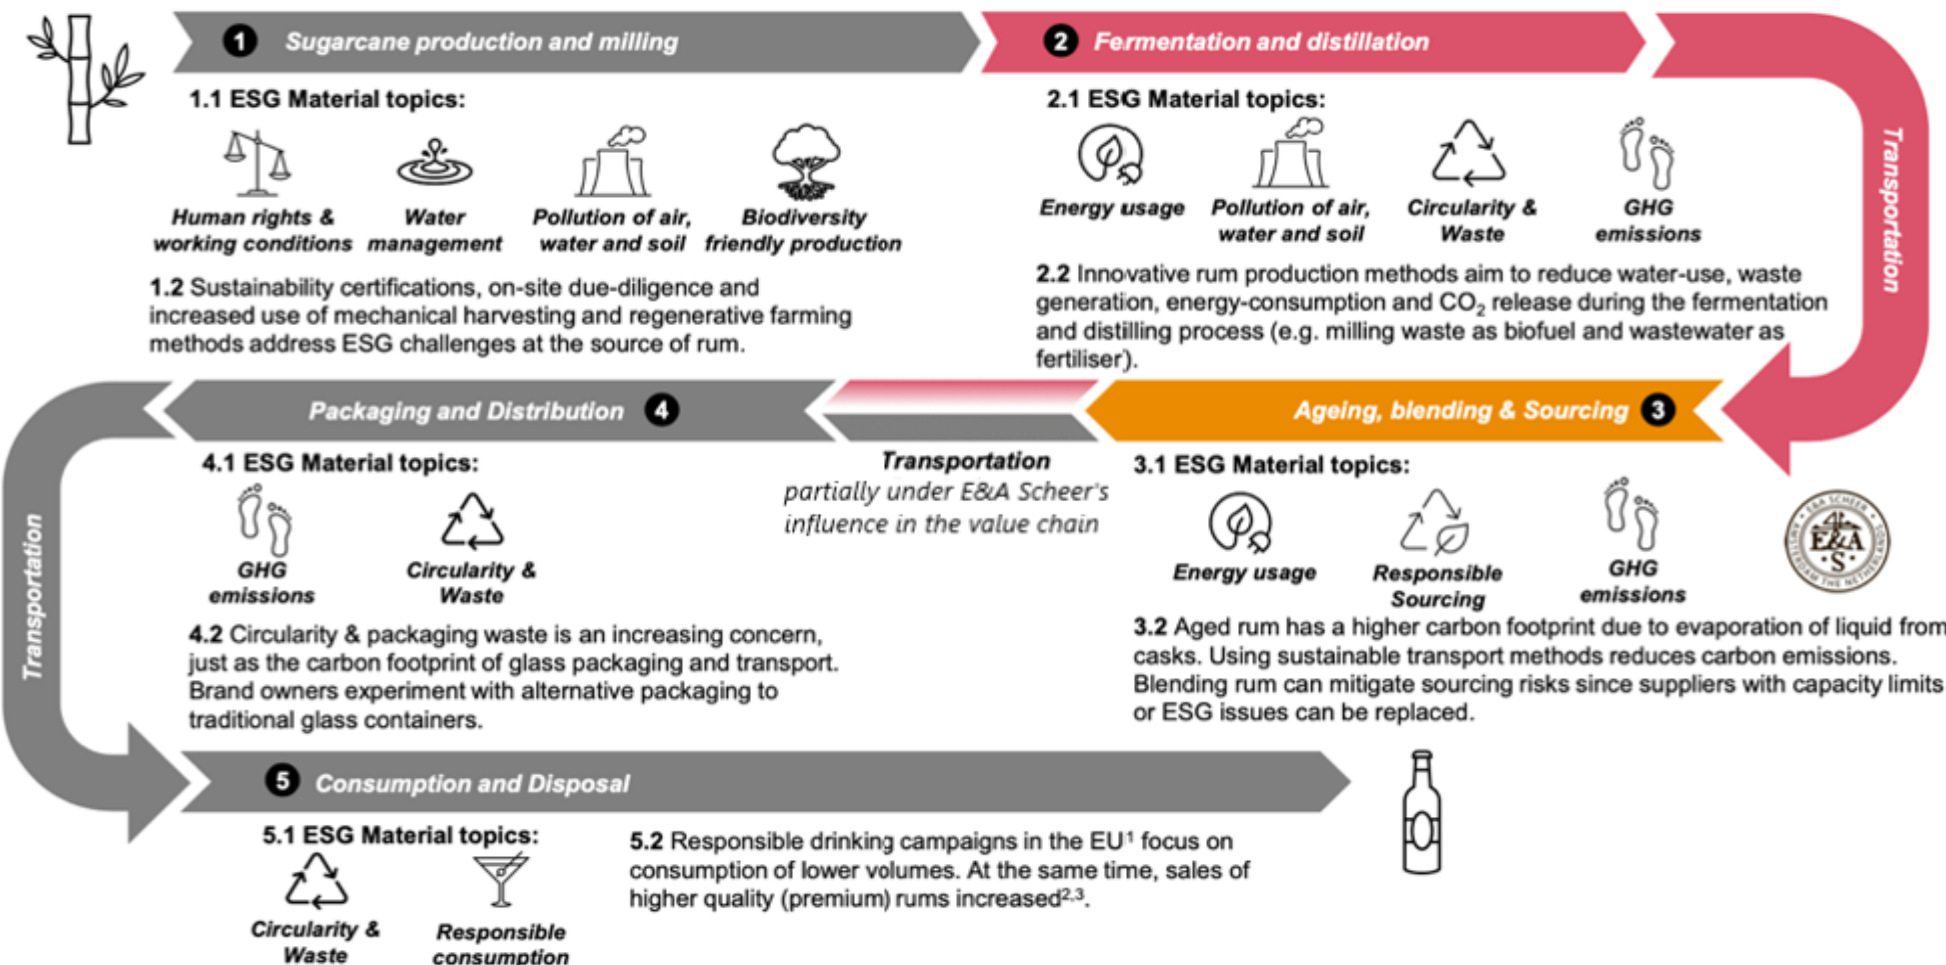 1 Sugarcane production and milling
2 Fermentation and distillation
Transportation
1.1 ESG Material topics:
Human rights &
working conditions
Water
management
Pollution of air,
water and soil
Biodiversity
friendly production
1.2 Sustainability certifications, on-site due-diligence and
increased use of mechanical harvesting and regenerative farming
methods address ESG challenges at the source of rum.
2.1 ESG Material topics:
Energy usage
Pollution of air,
water and soil
Circularity &
Waste
GHG
emissions
2.2 Innovative rum production methods aim to reduce water-use, waste
generation, energy-consumption and CO₂ release during the fermentation
and distilling process (e.g. milling waste as biofuel and wastewater as
fertiliser).
Ageing, blending & Sourcing 3
3.1 ESG Material topics:
Energy usage
Responsible
Sourcing
GHG
emissions
E&A SCHEER
AMSTERDAM THE NETHERLANDS
E&A
S
3.2 Aged rum has a higher carbon footprint due to evaporation of liquid from
casks. Using sustainable transport methods reduces carbon emissions.
Blending rum can mitigate sourcing risks since suppliers with capacity limits
or ESG issues can be replaced.
Transportation
partially under E&A Scheer's
influence in the value chain
Packaging and Distribution 4
4.1 ESG Material topics:
GHG
emissions
Circularity &
Waste
4.2 Circularity & packaging waste is an increasing concern,
just as the carbon footprint of glass packaging and transport.
Brand owners experiment with alternative packaging to
traditional glass containers.
Transportation
5 Consumption and Disposal
5.1 ESG Material topics:
Circularity &
Waste
Responsible
consumption
5.2 Responsible drinking campaigns in the EU¹ focus on
consumption of lower volumes. At the same time, sales of
higher quality (premium) rums increased²,³.